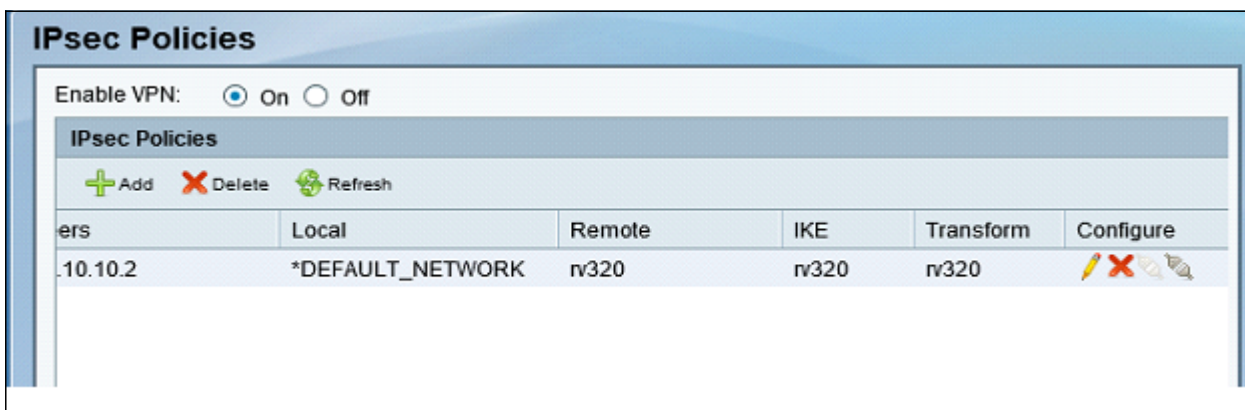 IPsec Policies
Enable VPN: On Off
IPsec Policies
Add Delete Refresh
ers Local Remote IKE Transform Configure
.10.10.2 *DEFAULT_NETWORK rv320 rv320 rv320